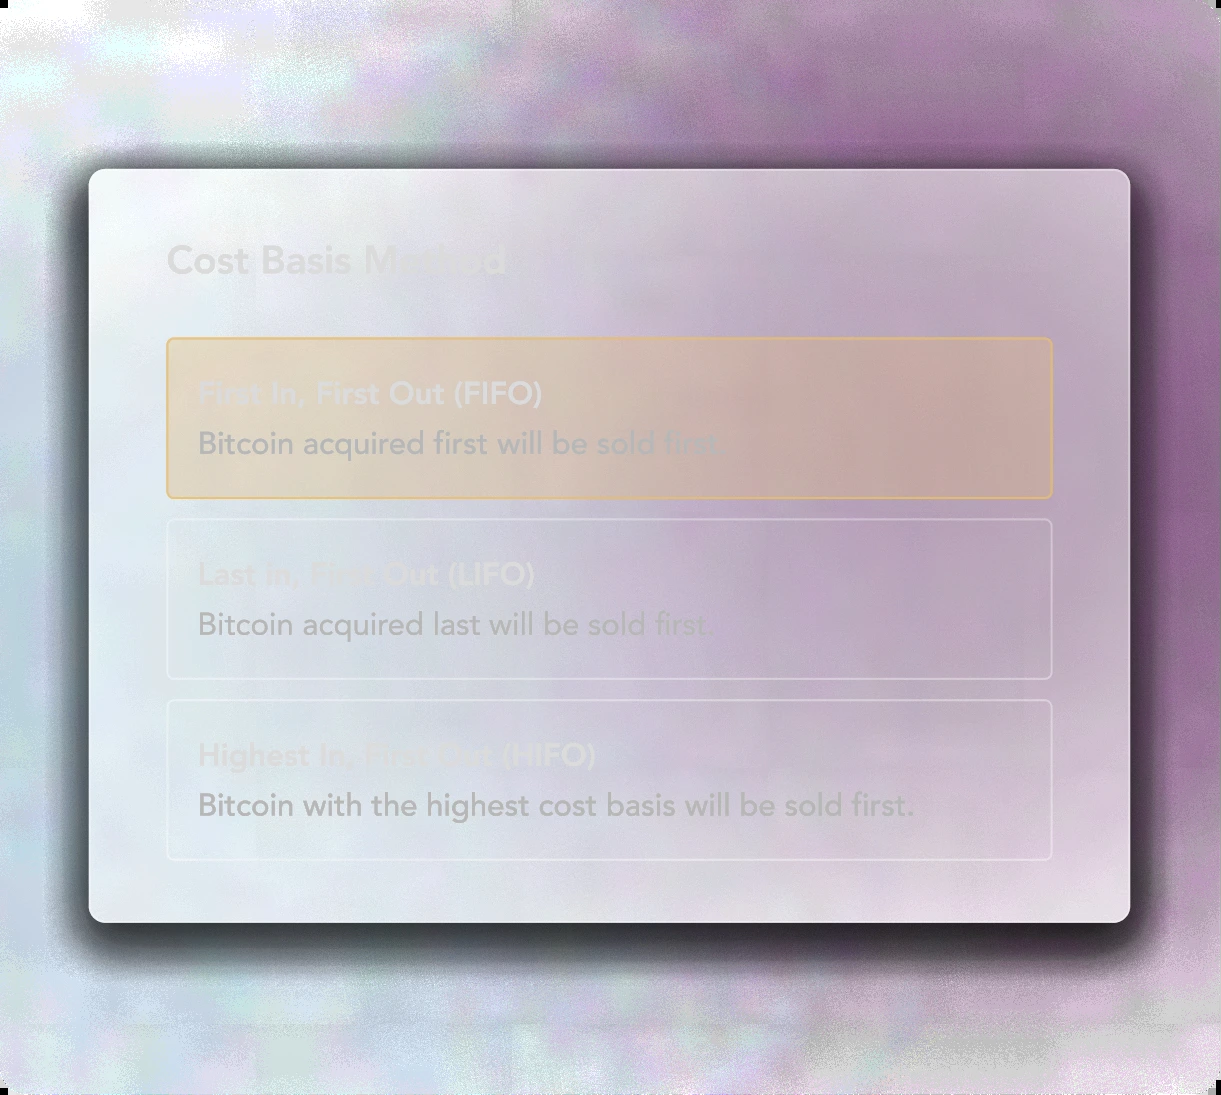 Cost Basis Method
First In, First Out (FIFO)
Bitcoin acquired first will be sold first.
Last in, First Out (LIFO)
Bitcoin acquired last will be sold first.
Highest In, First Out (HIFO)
Bitcoin with the highest cost basis will be sold first.